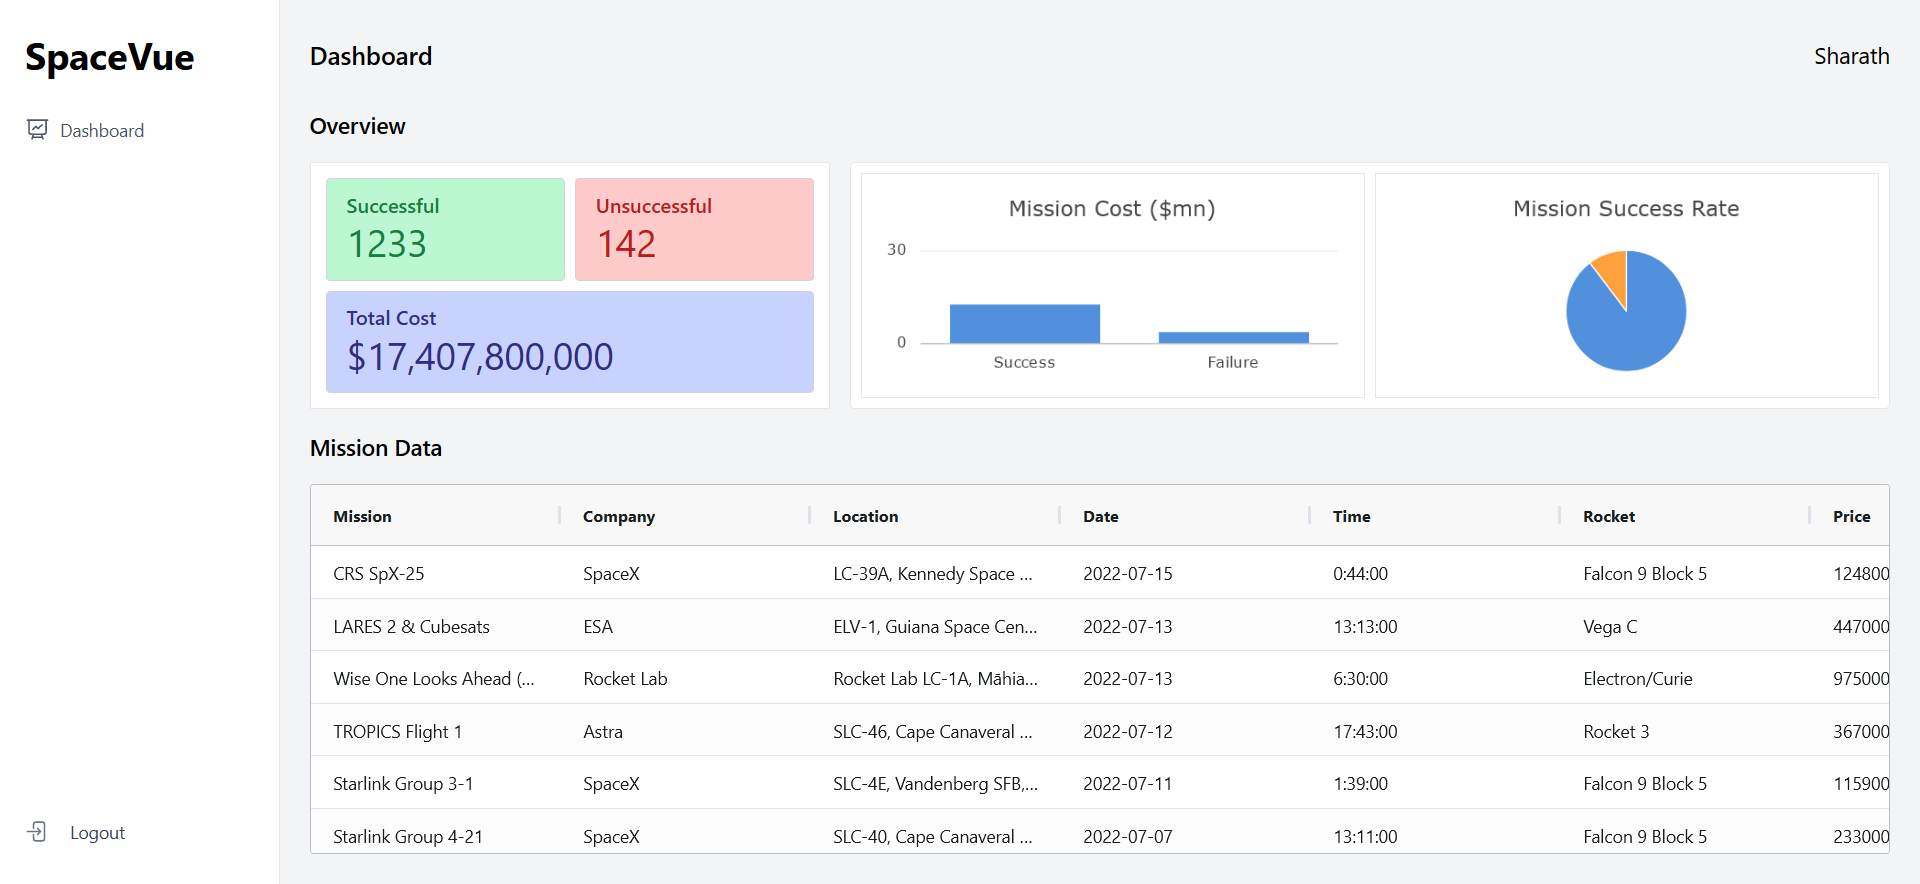 SpaceVue
Dashboard
Logout
Dashboard
Sharath
Overview
Successful
1233
Unsuccessful
142
Total Cost
$17,407,800,000
Mission Cost ($mn)
30
0
Success
Failure
Mission Success Rate
Mission Data
Mission Company Location Date Time Rocket Price
CRS SpX-25 SpaceX LC-39A, Kennedy Space ... 2022-07-15 0:44:00 Falcon 9 Block 5 124800
LARES 2 & Cubesats ESA ELV-1, Guiana Space Cen... 2022-07-13 13:13:00 Vega C 447000
Wise One Looks Ahead (... Rocket Lab Rocket Lab LC-1A, Māhia... 2022-07-13 6:30:00 Electron/Curie 975000
TROPICS Flight 1 Astra SLC-46, Cape Canaveral ... 2022-07-12 17:43:00 Rocket 3 367000
Starlink Group 3-1 SpaceX SLC-4E, Vandenberg SFB,... 2022-07-11 1:39:00 Falcon 9 Block 5 115900
Starlink Group 4-21 SpaceX SLC-40, Cape Canaveral ... 2022-07-07 13:11:00 Falcon 9 Block 5 233000